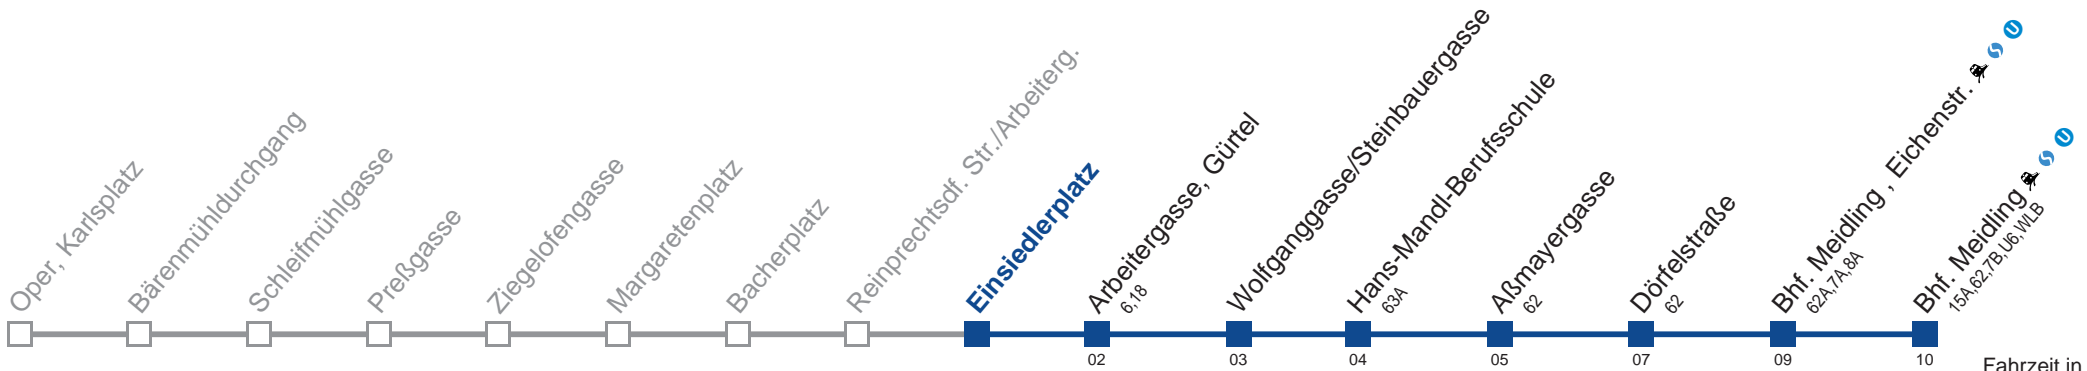 Oper, Karlsplatz
Bärenmühldurchgang
Schleifmühlgasse
Preßgasse
Ziegelofengasse
Margaretenplatz
Bacherplatz
Reinprechtsdf. Str./Arbeiterg.
Einsiedlerplatz
Arbeitergasse, Gürtel
6,18
Wolfganggasse/Steinbauergasse
Hans-Mandl-Berufsschule
63A
Aßmayergasse
62
Dörfelstraße
62
Bhf. Meidling , Eichenstr. S U
62A,7A,8A
Bhf. Meidling S U
15A,62,7B,U6,WLB
02 03 04 05 07 09 10
Fahrzeit in